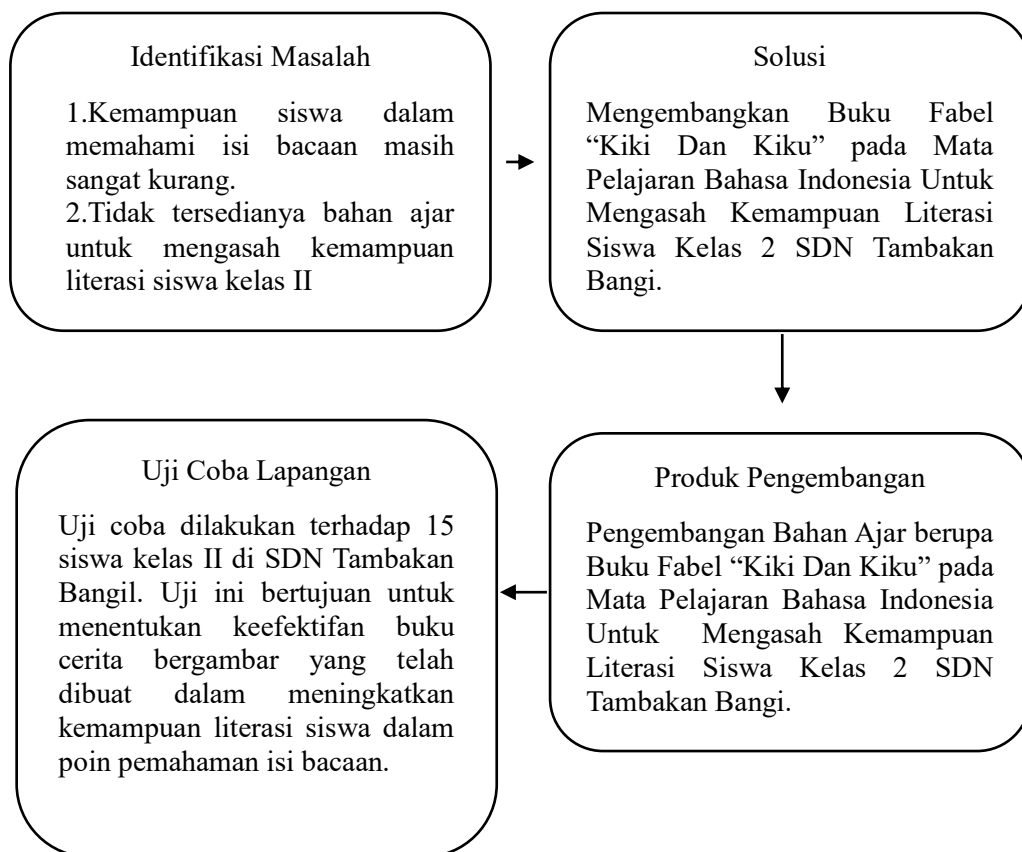 Identifikasi Masalah
1.Kemampuan siswa dalam
memahami isi bacaan masih
sangat kurang.
2.Tidak tersedianya bahan ajar
untuk mengasah kemampuan
literasi siswa kelas II
Solusi
Mengembangkan Buku Fabel
“Kiki Dan Kiku” pada Mata
Pelajaran Bahasa Indonesia Untuk
Mengasah Kemampuan Literasi
Siswa Kelas 2 SDN Tambakan
Bangi.
Produk Pengembangan
Pengembangan Bahan Ajar berupa
Buku Fabel “Kiki Dan Kiku” pada
Mata Pelajaran Bahasa Indonesia
Untuk Mengasah Kemampuan
Literasi Siswa Kelas 2 SDN
Tambakan Bangi.
Uji Coba Lapangan
Uji coba dilakukan terhadap 15
siswa kelas II di SDN Tambakan
Bangil. Uji ini bertujuan untuk
menentukan keefektifan buku
cerita bergambar yang telah
dibuat dalam meningkatkan
kemampuan literasi siswa dalam
poin pemahaman isi bacaan.